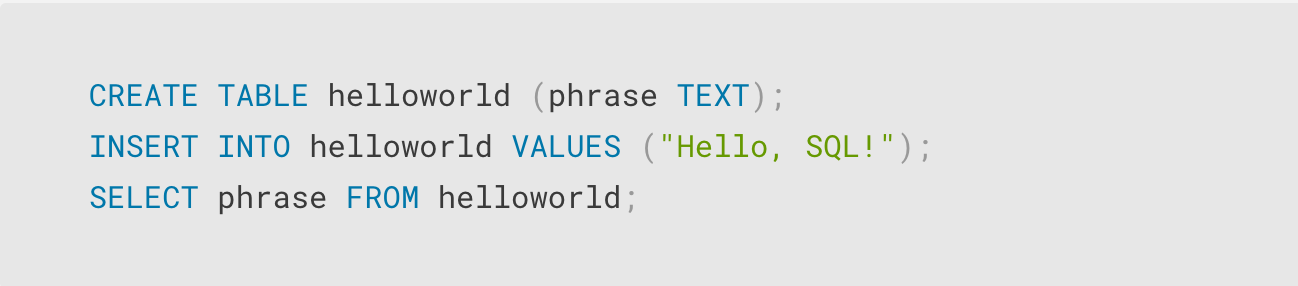 CREATE TABLE helloworld (phrase TEXT);
INSERT INTO helloworld VALUES ("Hello, SQL!");
SELECT phrase FROM helloworld;